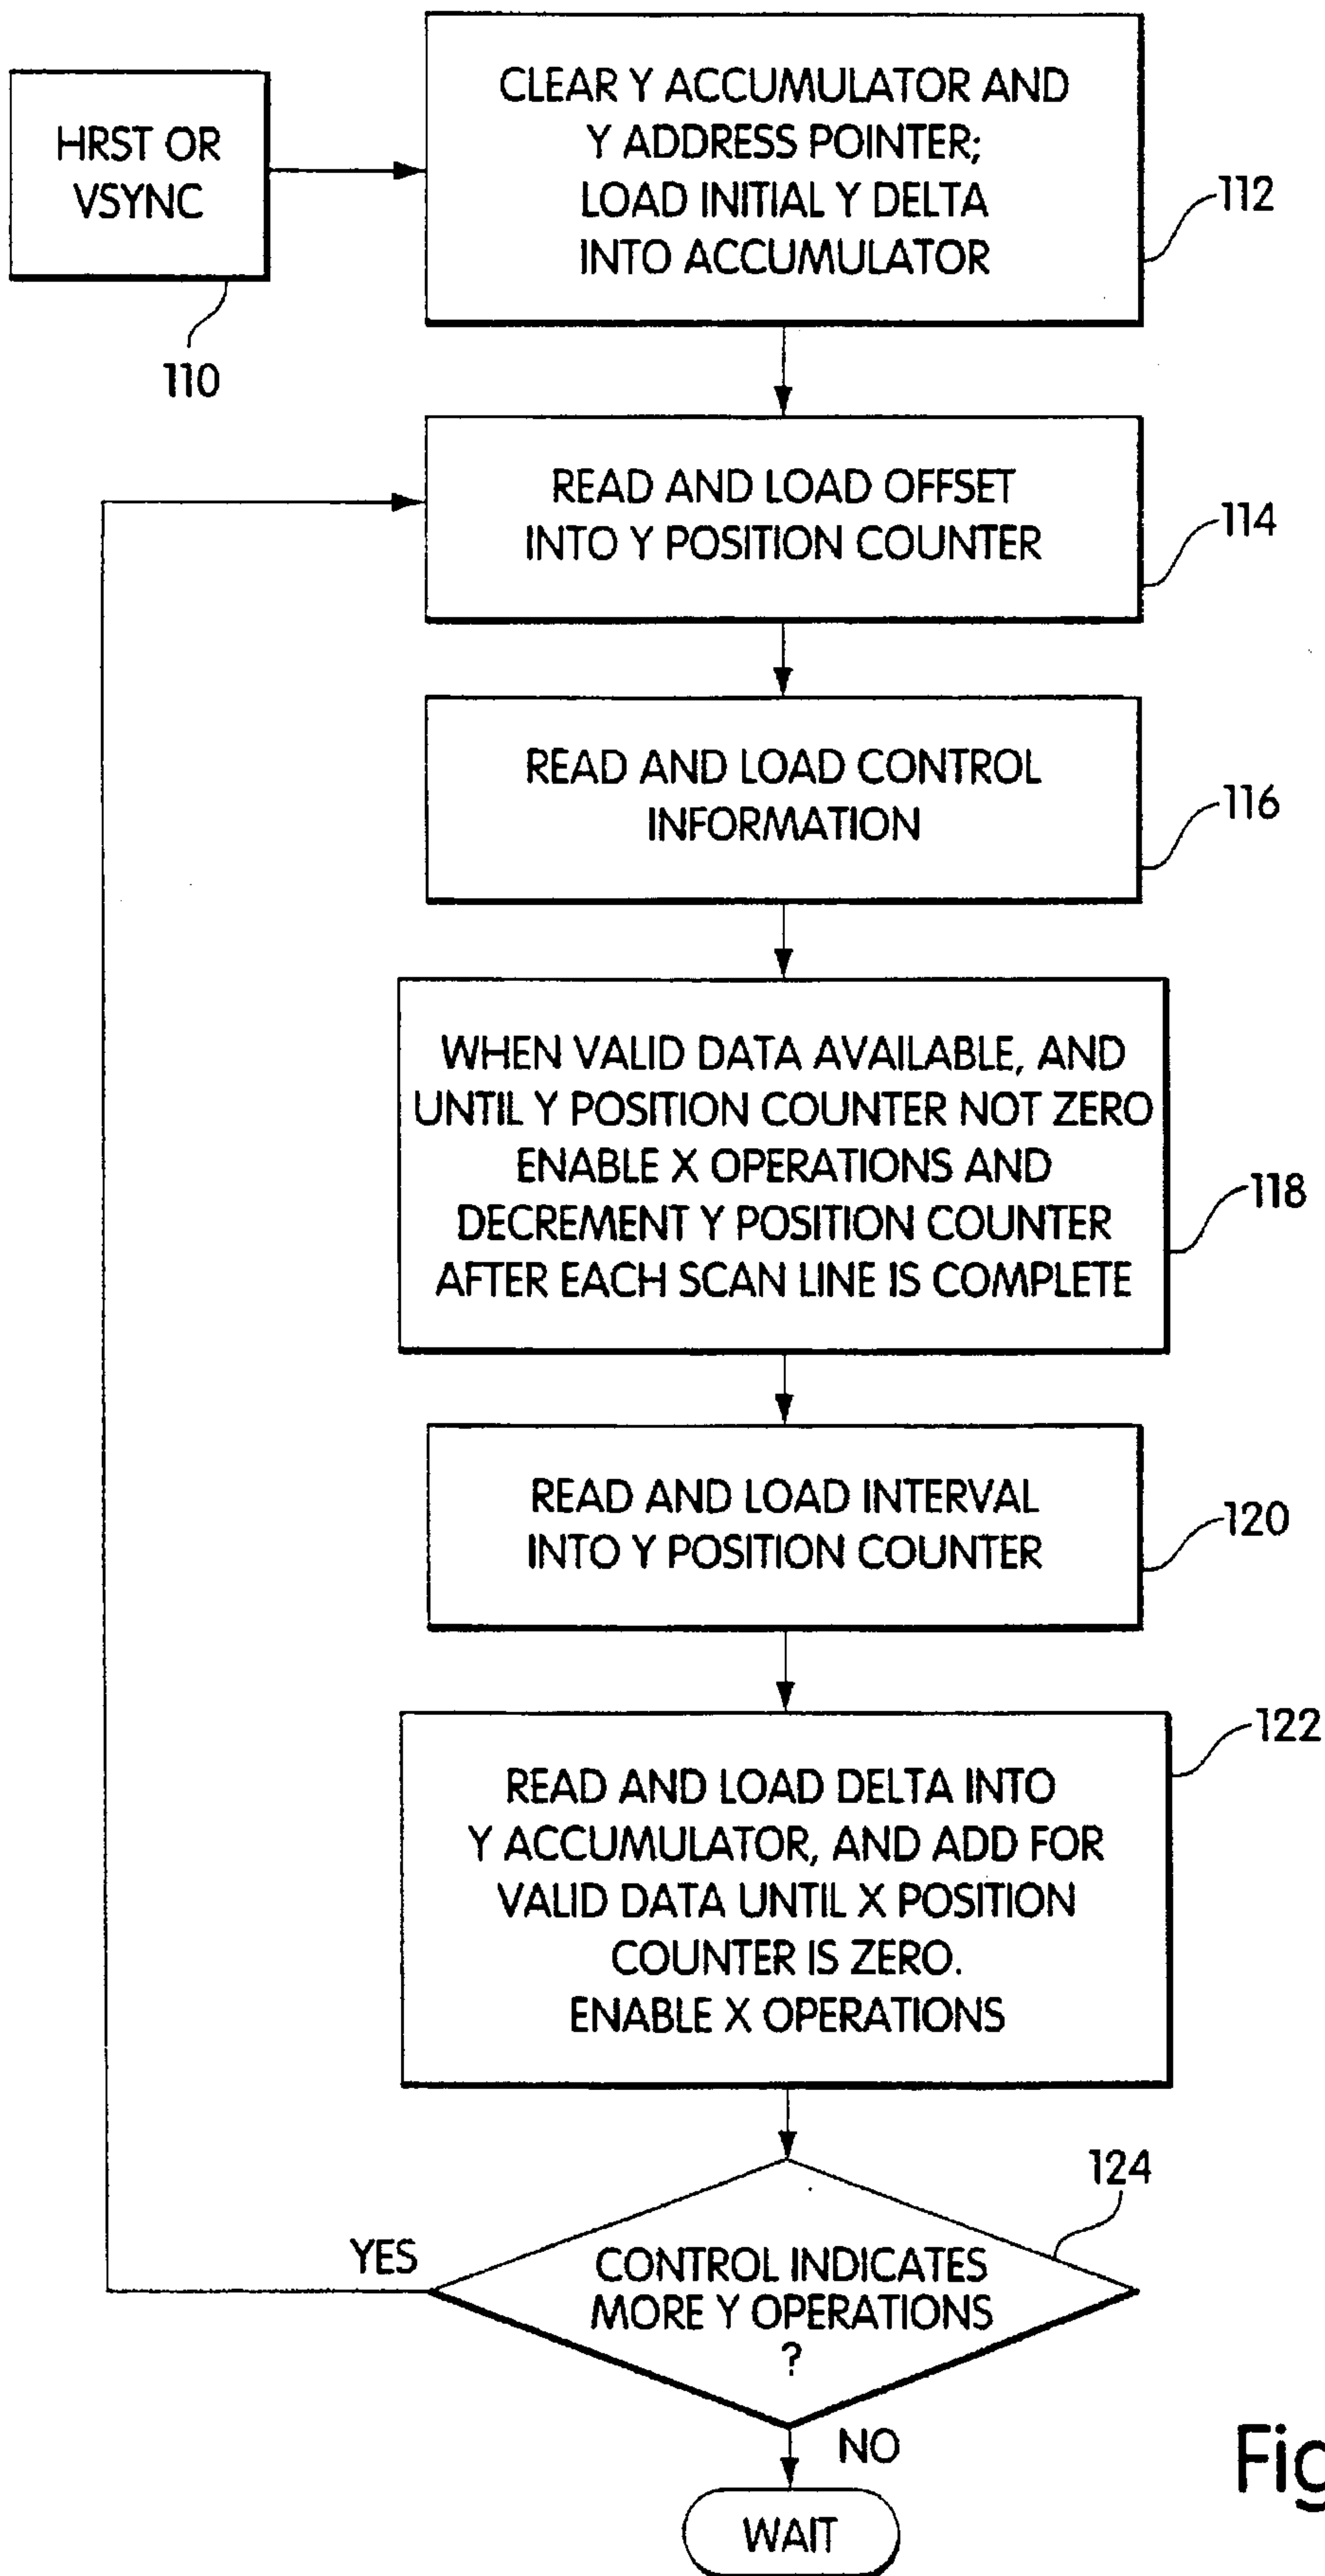 HRST OR
VSYNC
110
CLEAR Y ACCUMULATOR AND
Y ADDRESS POINTER;
LOAD INITIAL Y DELTA
INTO ACCUMULATOR
112
READ AND LOAD OFFSET
INTO Y POSITION COUNTER
114
READ AND LOAD CONTROL
INFORMATION
116
WHEN VALID DATA AVAILABLE, AND
UNTIL Y POSITION COUNTER NOT ZERO
ENABLE X OPERATIONS AND
DECREMENT Y POSITION COUNTER
AFTER EACH SCAN LINE IS COMPLETE
118
READ AND LOAD INTERVAL
INTO Y POSITION COUNTER
120
READ AND LOAD DELTA INTO
Y ACCUMULATOR, AND ADD FOR
VALID DATA UNTIL X POSITION
COUNTER IS ZERO.
ENABLE X OPERATIONS
122
124
YES
CONTROL INDICATES
MORE Y OPERATIONS
?
NO
WAIT
Fig